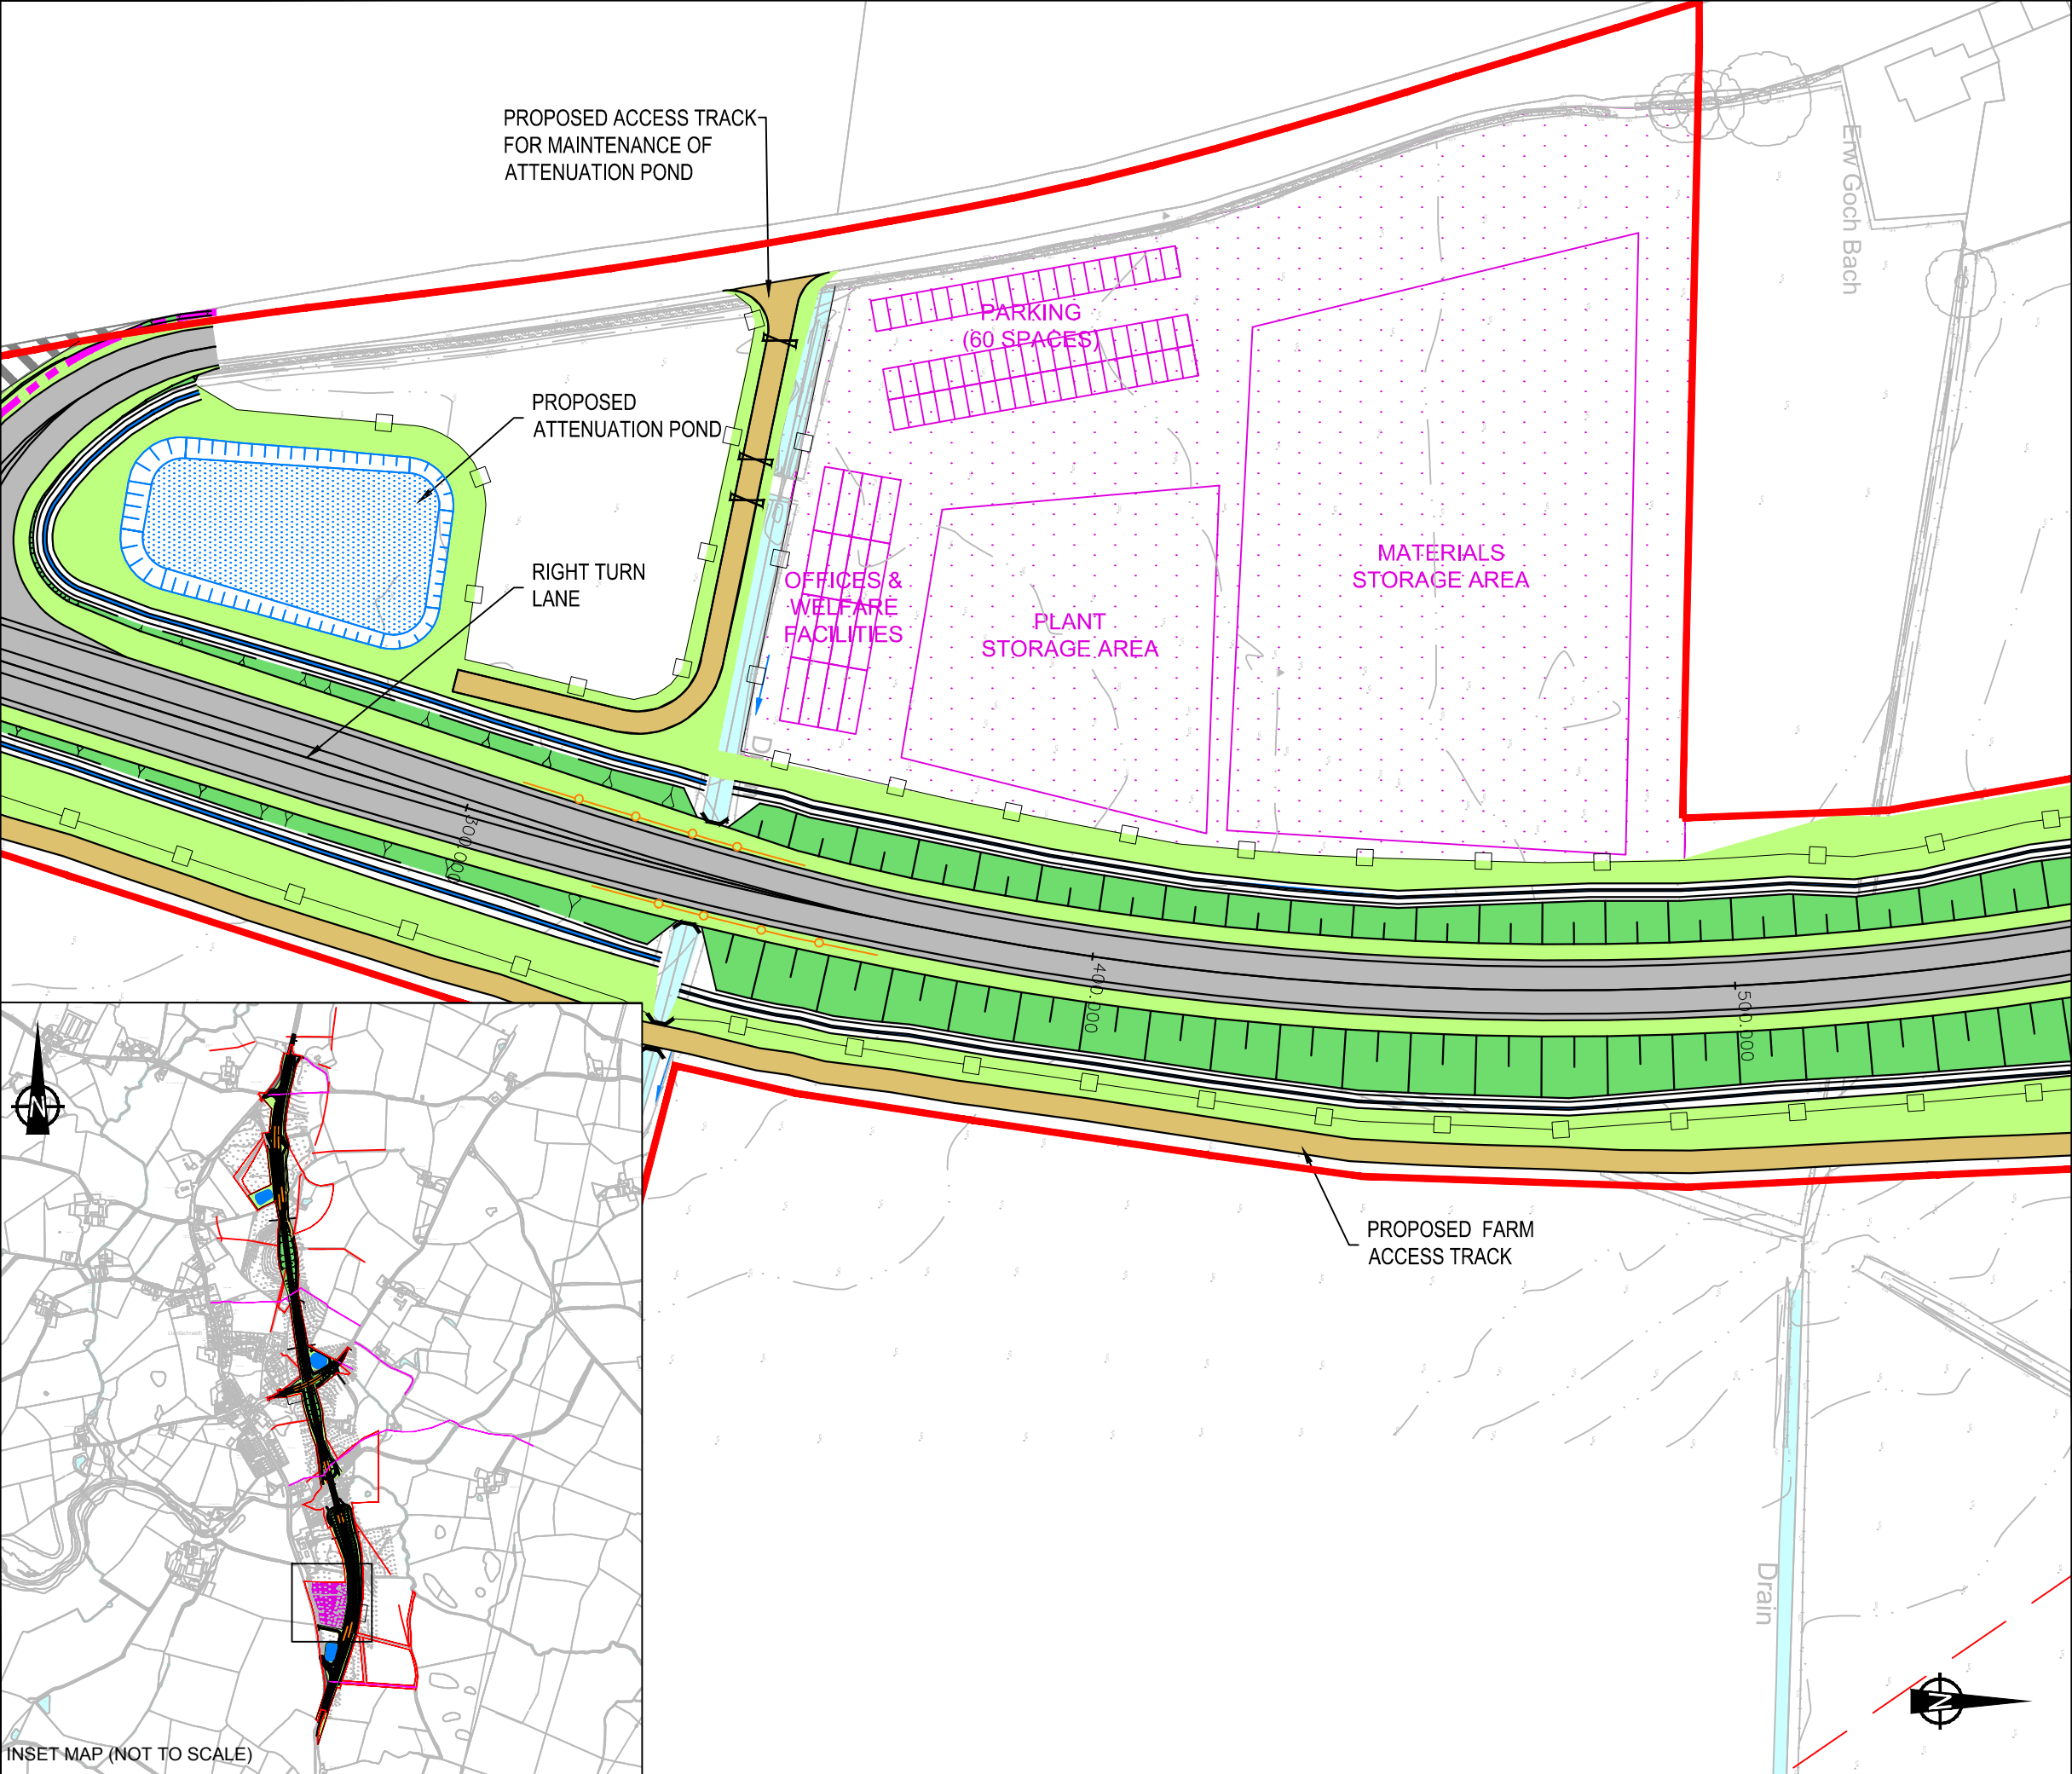 PROPOSED ACCESS TRACK
FOR MAINTENANCE OF
ATTENUATION POND
Erw Goch Bach
PARKING
(60 SPACES)
PROPOSED
ATTENUATION POND
RIGHT TURN
LANE
OFFICES &
WELFARE
FACILITIES
PLANT
STORAGE AREA
MATERIALS
STORAGE AREA
300.000
400.000
500.000
PROPOSED FARM
ACCESS TRACK
Drain
N
N
INSET MAP (NOT TO SCALE)